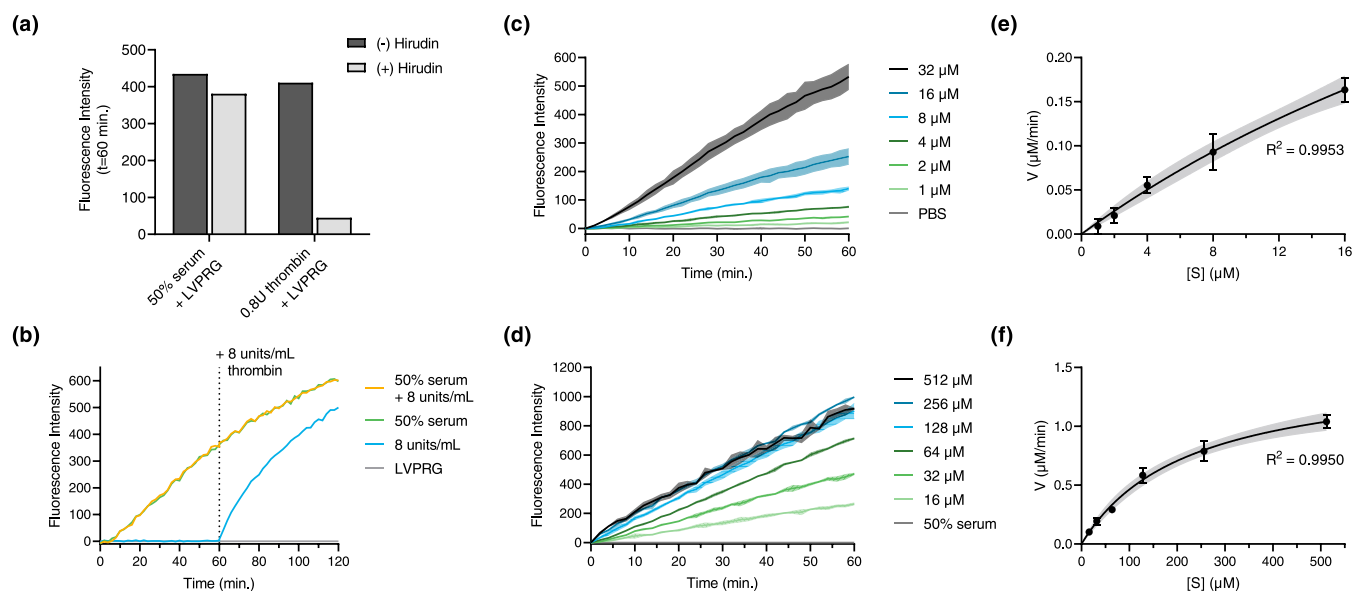 (a)
(-) Hirudin
(+) Hirudin
Fluorescence Intensity
(t=60 min.)
500
400
300
200
100
0
50% serum
+ LVPRG
0.8U thrombin
+ LVPRG
(b)
+ 8 units/mL
thrombin
Fluorescence Intensity
600
500
400
300
200
100
0
0 20 40 60 80 100 120
Time (min.)
50% serum
+ 8 units/mL
50% serum
8 units/mL
LVPRG
(c)
Fluorescence Intensity
600
500
400
300
200
100
0
0 10 20 30 40 50 60
Time (min.)
32 µM
16 µM
8 µM
4 µM
2 µM
1 µM
PBS
(d)
Fluorescence Intensity
1200
1000
800
600
400
200
0
0 10 20 30 40 50 60
Time (min.)
512 µM
256 µM
128 µM
64 µM
32 µM
16 µM
50% serum
(e)
V (µM/min)
0.20
0.15
0.10
0.05
0.00
R² = 0.9953
4 8 12 16
[S] (µM)
(f)
V (µM/min)
1.5
1.0
0.5
0.0
R² = 0.9950
0 100 200 300 400 500
[S] (µM)